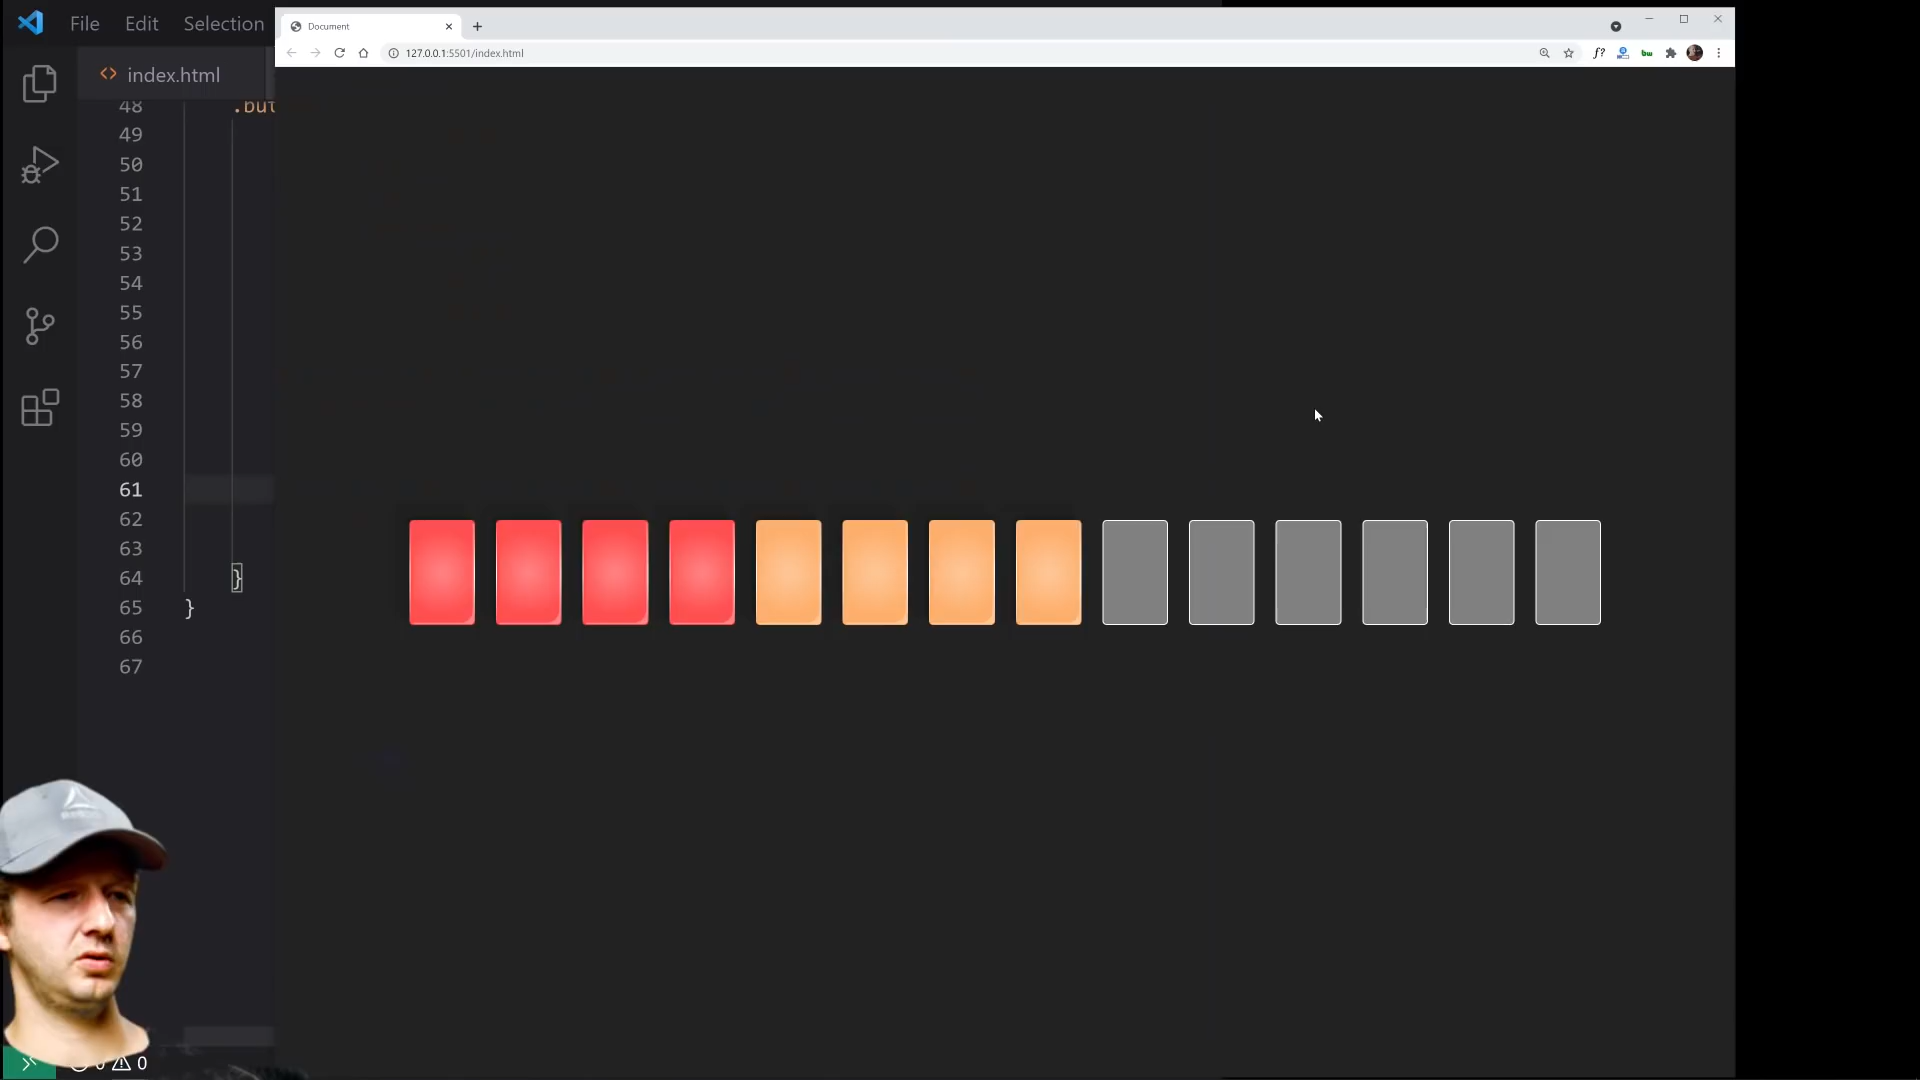 File Edit Selection
Document
127.0.0.1:5501/index.html
f?
bw
index.html
48 .but
49
50
51
52
53
54
55
56
57
58
59
60
61
62
63
64 }
65 }
66
67
0